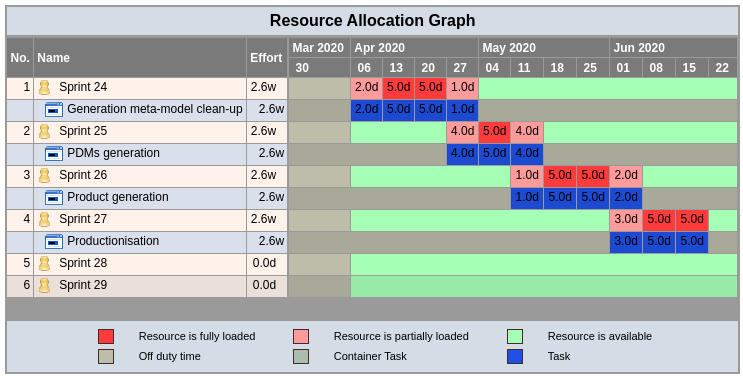 Resource Allocation Graph
No. Name Effort Mar 2020 Apr 2020 May 2020 Jun 2020
30 06 13 20 27 04 11 18 25 01 08 15 22
1 Sprint 24 2.6w 2.0d 5.0d 5.0d 1.0d
Generation meta-model clean-up 2.6w 2.0d 5.0d 5.0d 1.0d
2 Sprint 25 2.6w 4.0d 5.0d 4.0d
PDMs generation 2.6w 4.0d 5.0d 4.0d
3 Sprint 26 2.6w 1.0d 5.0d 5.0d 2.0d
Product generation 2.6w 1.0d 5.0d 5.0d 2.0d
4 Sprint 27 2.6w 3.0d 5.0d 5.0d
Productionisation 2.6w 3.0d 5.0d 5.0d
5 Sprint 28 0.0d
6 Sprint 29 0.0d
Resource is fully loaded Resource is partially loaded Resource is available
Off duty time Container Task Task